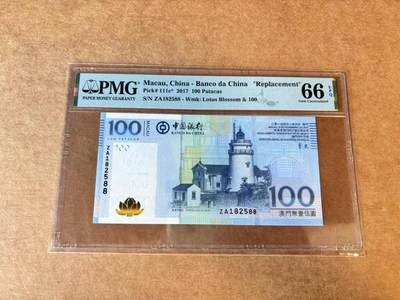 PMG
PAPER MONEY GUARANTY
Macau, China - Banco da China "Replacement"
Pick# 111c* 2017 100 Patacas
S/N ZA182588 - Wmk: Lotus Blossom & 100
66 EPQ
Gem Uncirculated
100
MACAU
中國銀行
BANCO DA CHINA
100
ZA182588
ZA182588
100
澳門幣壹佰圓